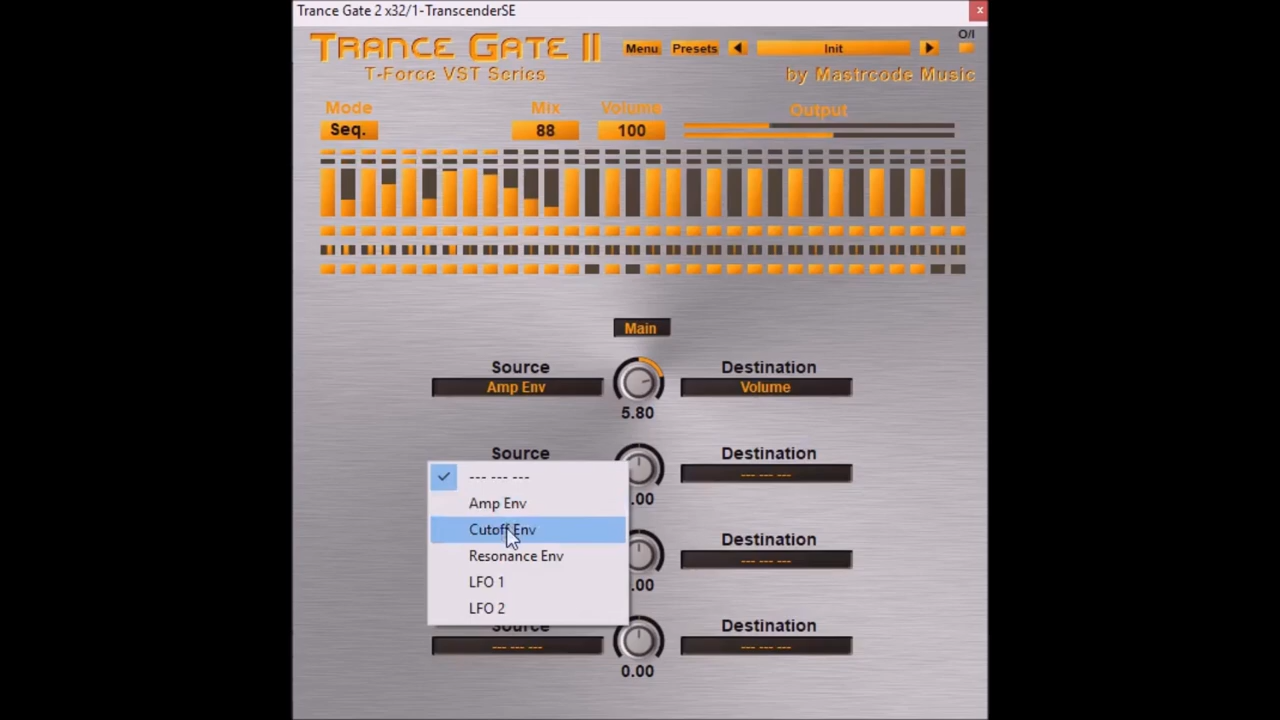 Trance Gate 2 x32/1-TranscenderSE
x
O/I
TRANCE GATE II
Menu Presets Init
T-Force VST Series
by Mastrcode Music
Mode Mix Volume Output
Seq. 88 100
Main
Source Destination
Amp Env Volume
5.80
Source Destination
--- --- ---
--- --- ---
.00
Amp Env
Cutoff Env
Destination
Resonance Env
--- --- ---
LFO 1
.00
LFO 2
Source Destination
--- --- --- --- --- ---
0.00